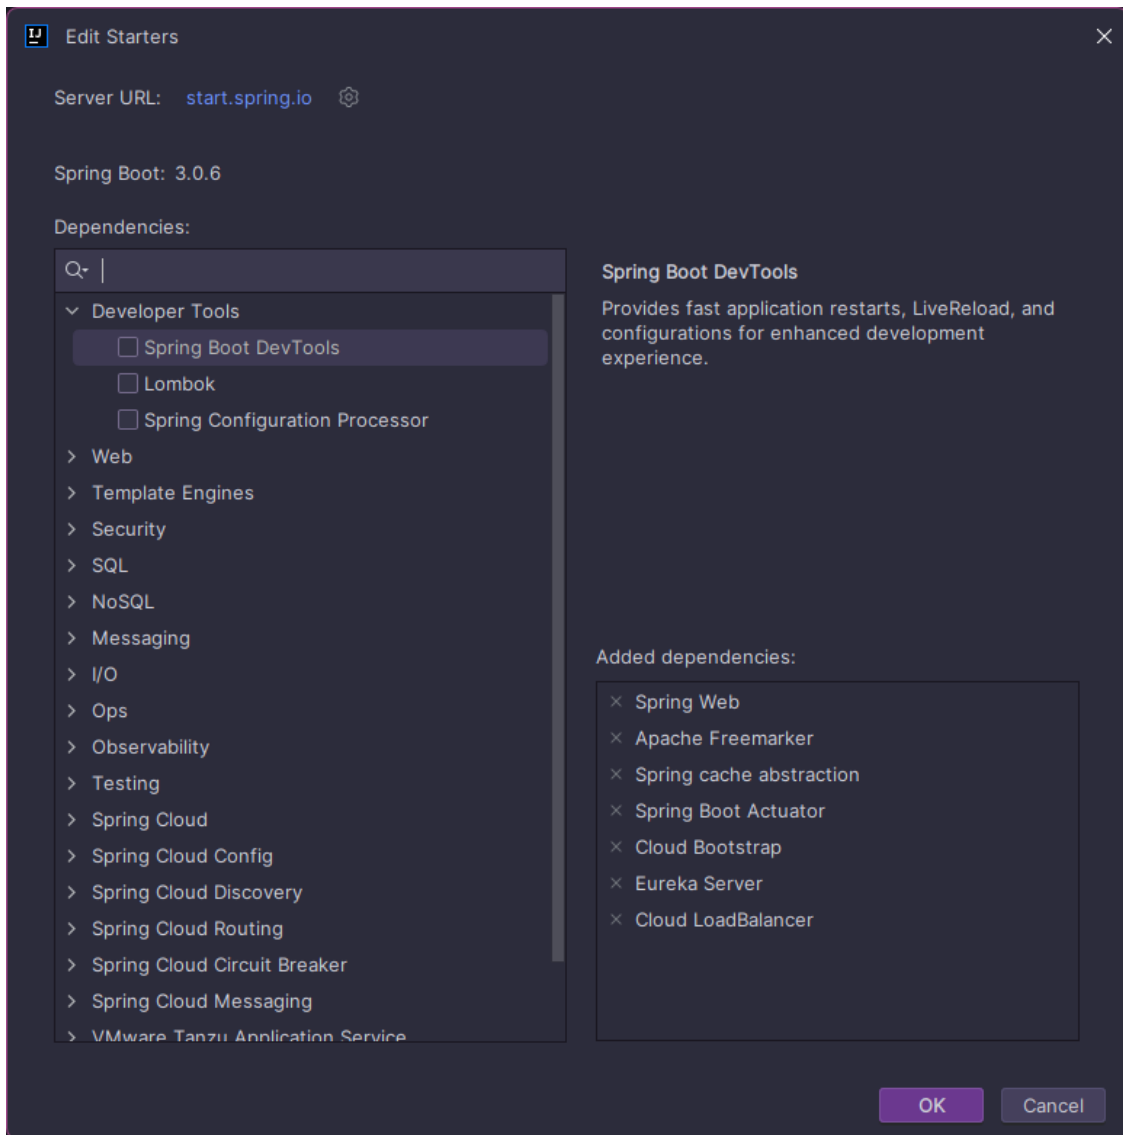 IJ
Edit Starters
Server URL: start.spring.io
Spring Boot: 3.0.6
Dependencies:
Developer Tools
Spring Boot DevTools
Lombok
Spring Configuration Processor
Web
Template Engines
Security
SQL
NoSQL
Messaging
I/O
Ops
Observability
Testing
Spring Cloud
Spring Cloud Config
Spring Cloud Discovery
Spring Cloud Routing
Spring Cloud Circuit Breaker
Spring Cloud Messaging
VMware Tanzu Application Service
Spring Boot DevTools
Provides fast application restarts, LiveReload, and
configurations for enhanced development
experience.
Added dependencies:
Spring Web
Apache Freemarker
Spring cache abstraction
Spring Boot Actuator
Cloud Bootstrap
Eureka Server
Cloud LoadBalancer
OK
Cancel